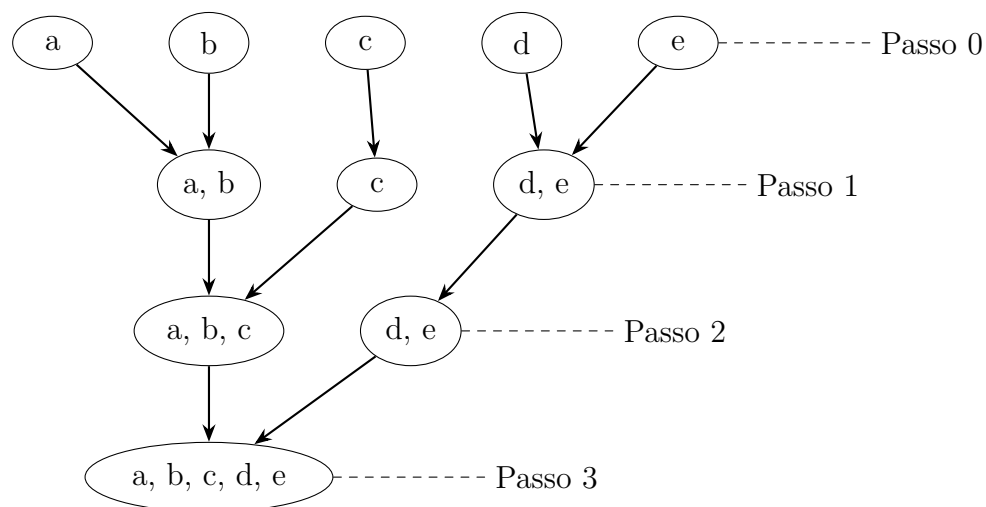 a b c d e Passo 0
a, b c d, e Passo 1
a, b, c d, e Passo 2
a, b, c, d, e Passo 3